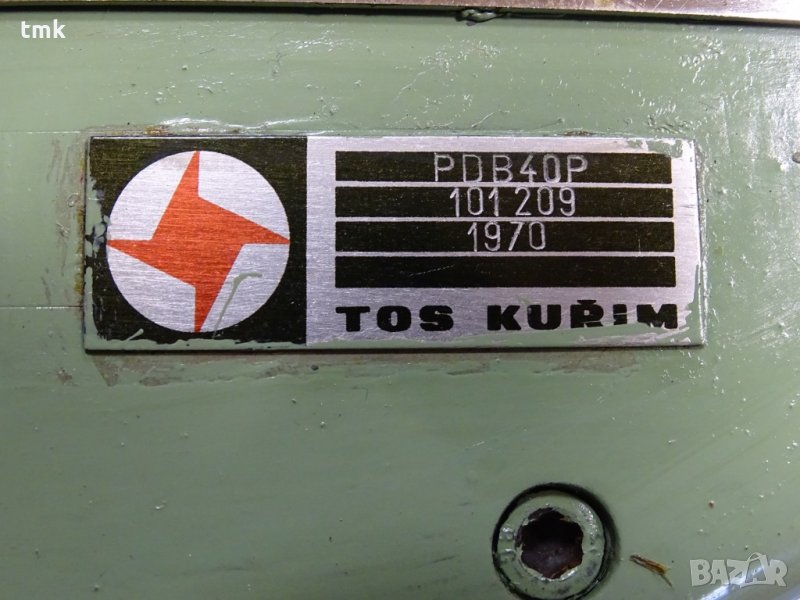 tmk
PDB40P
101 209
1970
TOS KUŘiM
BAZAR